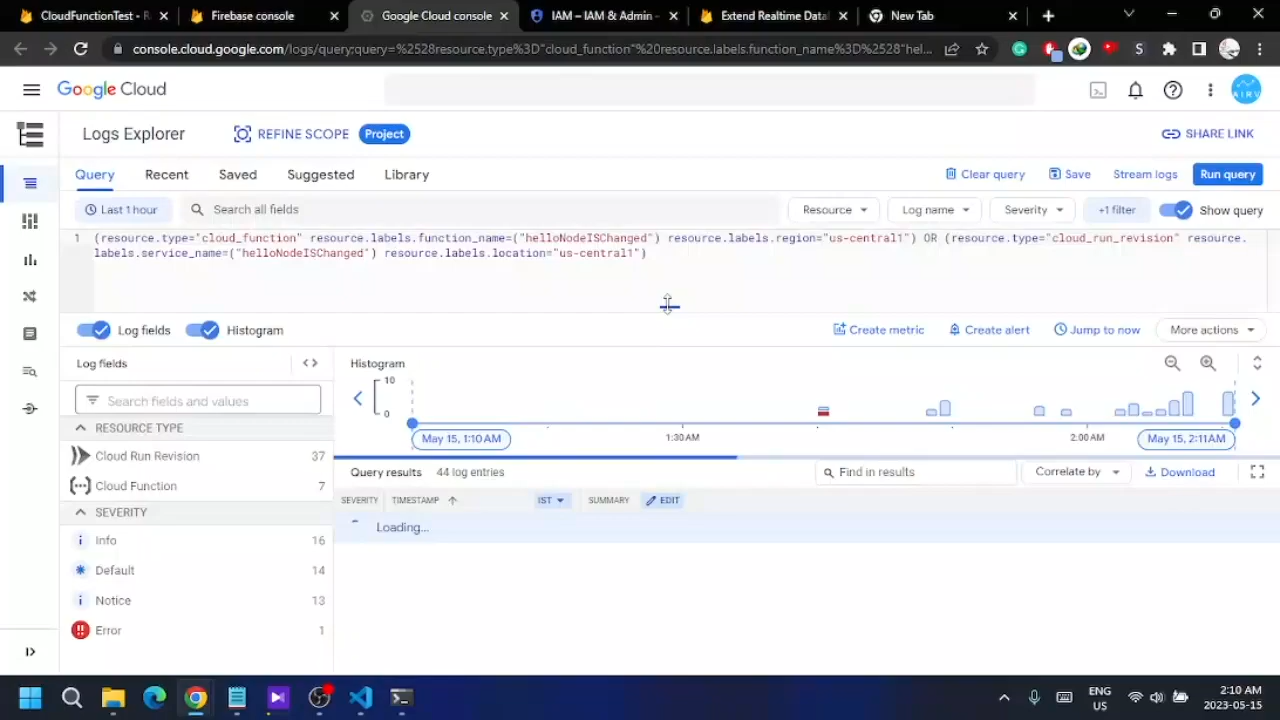 CloudFunctionTest - R
Firebase console
Google Cloud console
IAM – IAM & Admin –
Extend Realtime Data
New Tab
console.cloud.google.com/logs/query;query=%2528resource.type%3D"cloud_function"%20resource.labels.function_name%3D%2528"hel...
Google Cloud
AIRV
Logs Explorer
REFINE SCOPE
Project
SHARE LINK
Query
Recent
Saved
Suggested
Library
Clear query
Save
Stream logs
Run query
Last 1 hour
Search all fields
Resource
Log name
Severity
+1 filter
Show query
1 (resource.type="cloud_function" resource.labels.function_name=("helloNodeISChanged") resource.labels.region="us-central1") OR (resource.type="cloud_run_revision" resource.
labels.service_name=("helloNodeISChanged") resource.labels.location="us-central1")
Log fields
Histogram
Create metric
Create alert
Jump to now
More actions
Log fields
<>
Histogram
Search fields and values
10
0
RESOURCE TYPE
May 15, 1:10 AM
1:30 AM
2:00 AM
May 15, 2:11 AM
Cloud Run Revision 37
Query results 44 log entries
Find in results
Correlate by
Download
Cloud Function 7
SEVERITY TIMESTAMP IST SUMMARY EDIT
SEVERITY
Loading...
Info 16
Default 14
Notice 13
Error 1
ENG
US
2:10 AM
2023-05-15